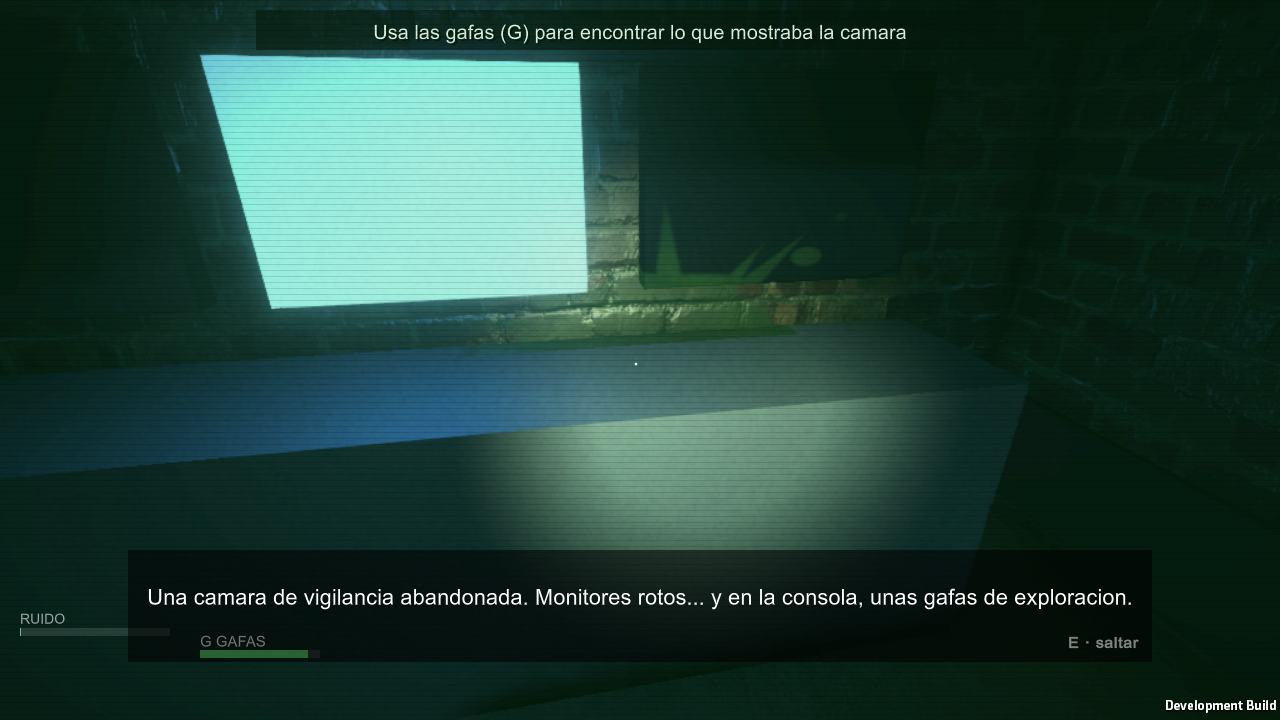 Usa las gafas (G) para encontrar lo que mostraba la camara
Una camara de vigilancia abandonada. Monitores rotos... y en la consola, unas gafas de exploracion.
RUIDO
G GAFAS
E · saltar
Development Build